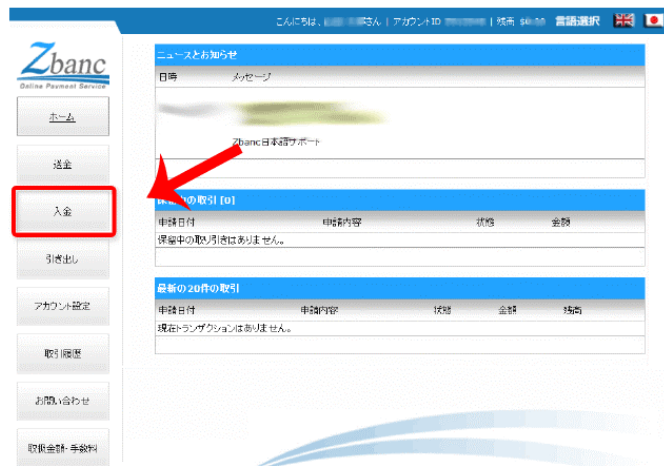 こんにちは、 さん | アカウントID | 残高 言語選択
Zbanc
Online Payment Service
ホーム
送金
入金
引き出し
アカウント設定
取引履歴
お問い合わせ
取扱金額・手数料
ニュースとお知らせ
日時 メッセージ
Zbanc日本語サポート
中の取引 [0]
申請日付 申請内容 状態 金額
保留中の取引きはありません。
最新の20件の取引
申請日付 申請内容 状態 金額 残高
現在トランザクションはありません。